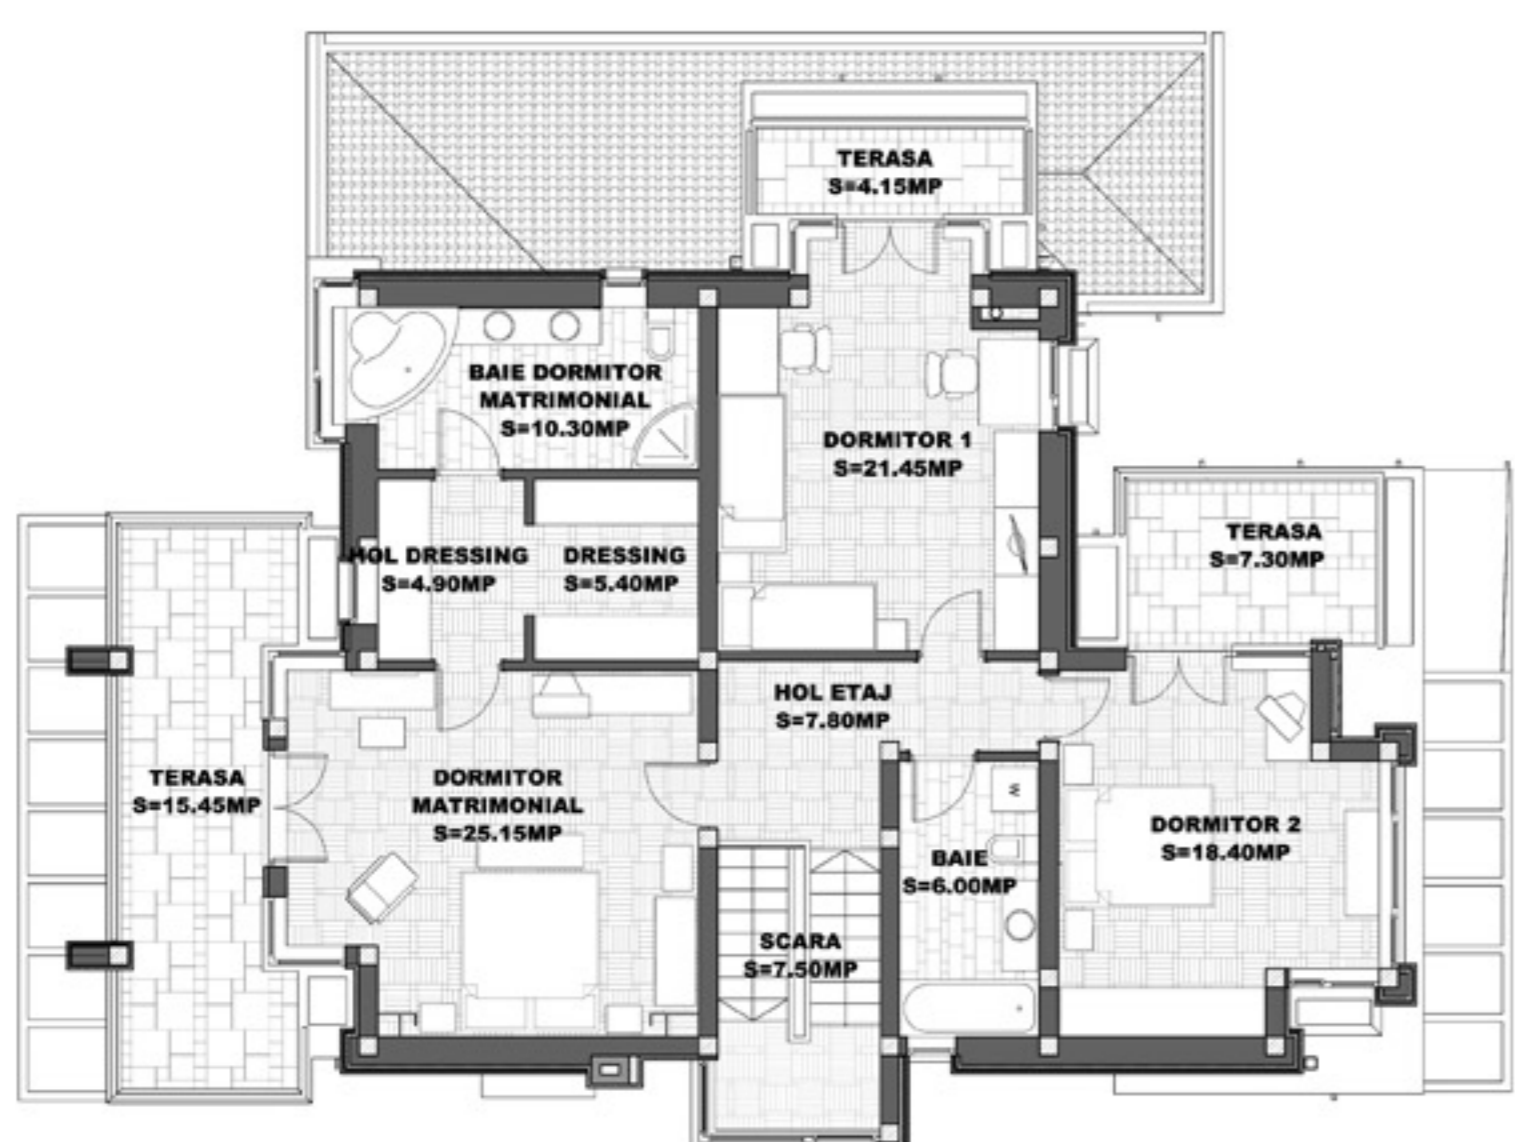 TERASA
S=4.15MP
BAIE DORMITOR
MATRIMONIAL
S=10.30MP
DORMITOR 1
S=21.45MP
HOL DRESSING
S=4.90MP
DRESSING
S=5.40MP
TERASA
S=7.30MP
HOL ETAJ
S=7.80MP
TERASA
S=15.45MP
DORMITOR
MATRIMONIAL
S=25.15MP
W
DORMITOR 2
S=18.40MP
BAIE
S=6.00MP
SCARA
S=7.50MP